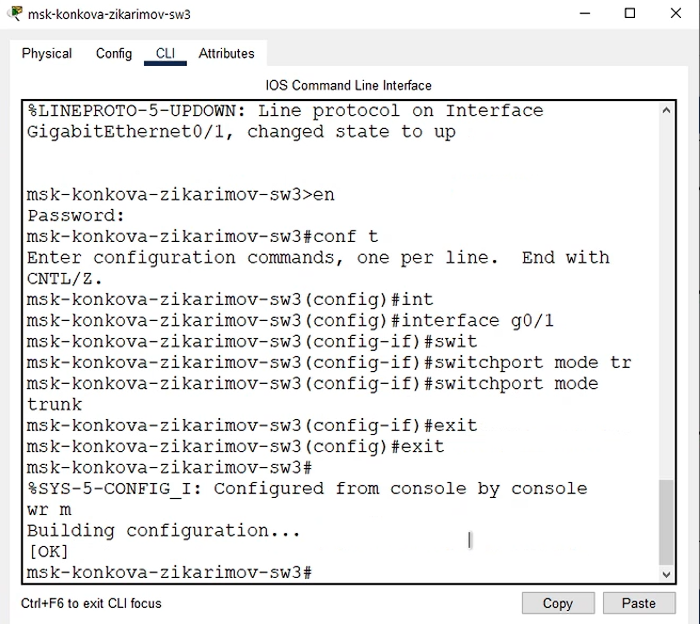 msk-konkova-zikarimov-sw3
Physical Config CLI Attributes
IOS Command Line Interface
%LINEPROTO-5-UPDOWN: Line protocol on Interface
GigabitEthernet0/1, changed state to up
msk-konkova-zikarimov-sw3>en
Password:
msk-konkova-zikarimov-sw3#conf t
Enter configuration commands, one per line.  End with
CNTL/Z.
msk-konkova-zikarimov-sw3(config)#int
msk-konkova-zikarimov-sw3(config)#interface g0/1
msk-konkova-zikarimov-sw3(config-if)#swit
msk-konkova-zikarimov-sw3(config-if)#switchport mode tr
msk-konkova-zikarimov-sw3(config-if)#switchport mode
trunk
msk-konkova-zikarimov-sw3(config-if)#exit
msk-konkova-zikarimov-sw3(config)#exit
msk-konkova-zikarimov-sw3#
%SYS-5-CONFIG_I: Configured from console by console
wr m
Building configuration...
[OK]
msk-konkova-zikarimov-sw3#
Ctrl+F6 to exit CLI focus
Copy Paste